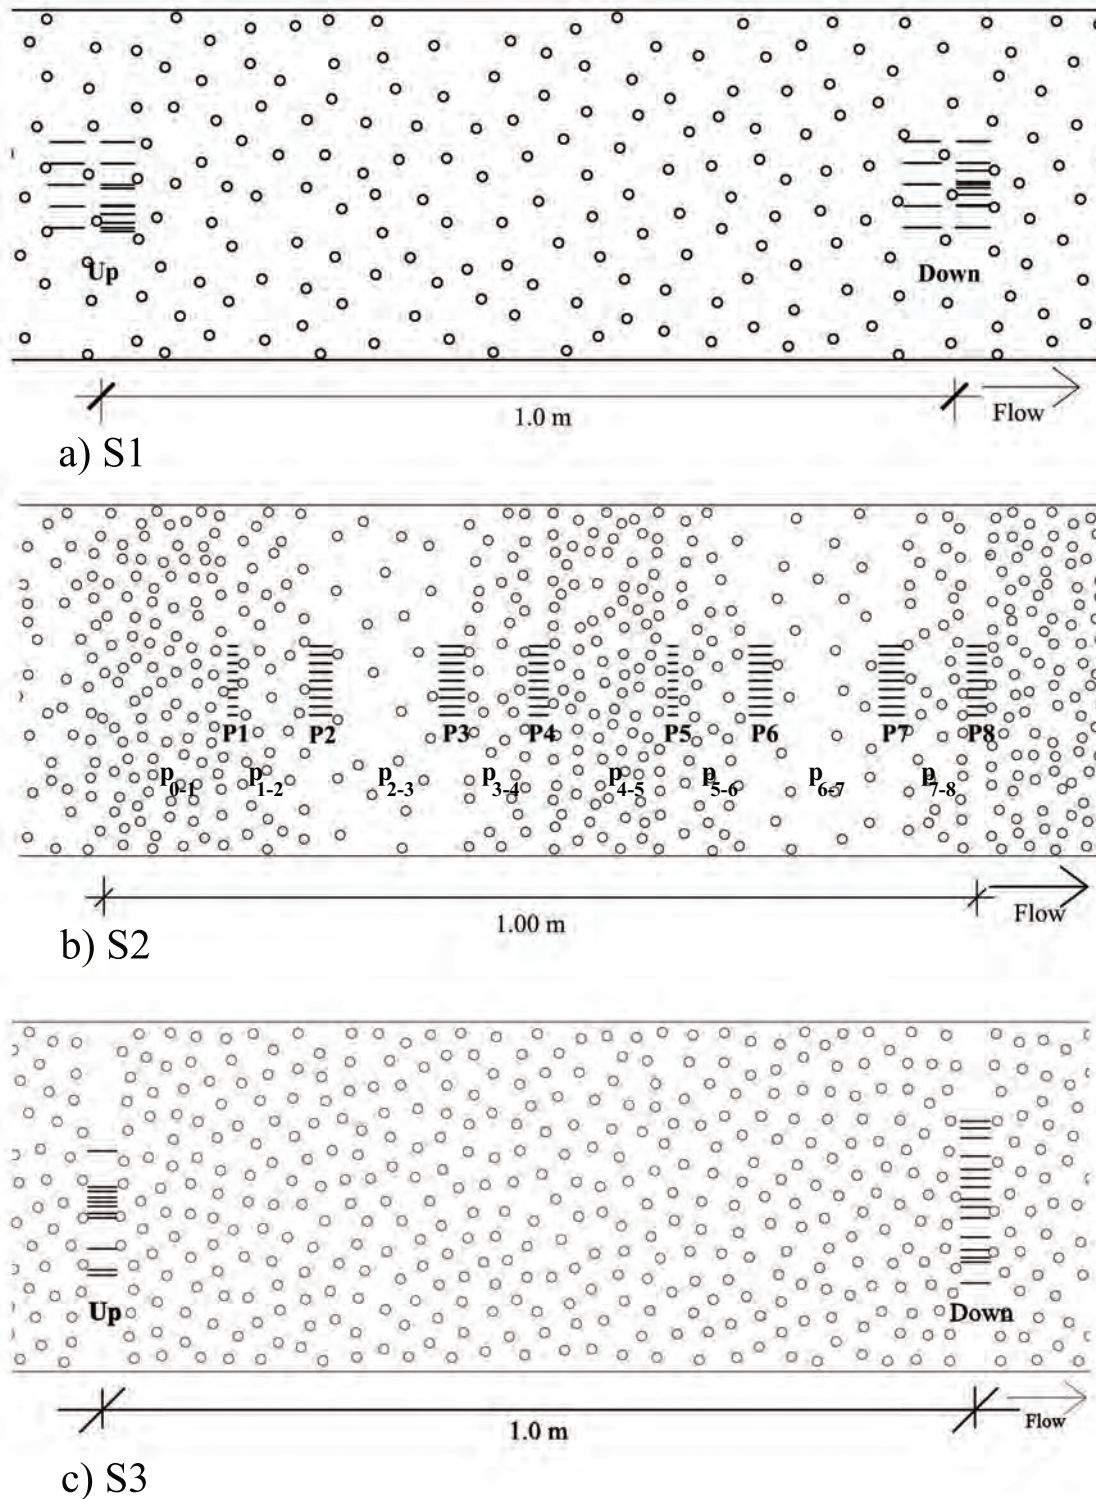 Up Down
1.0 m
Flow
a) S1
P1 P2 P3 P4 P5 P6 P7 P8
p0-1 p1-2 p2-3 p3-4 p4-5 p5-6 p6-7 p7-8
1.00 m
Flow
b) S2
Up Down
1.0 m
Flow
c) S3